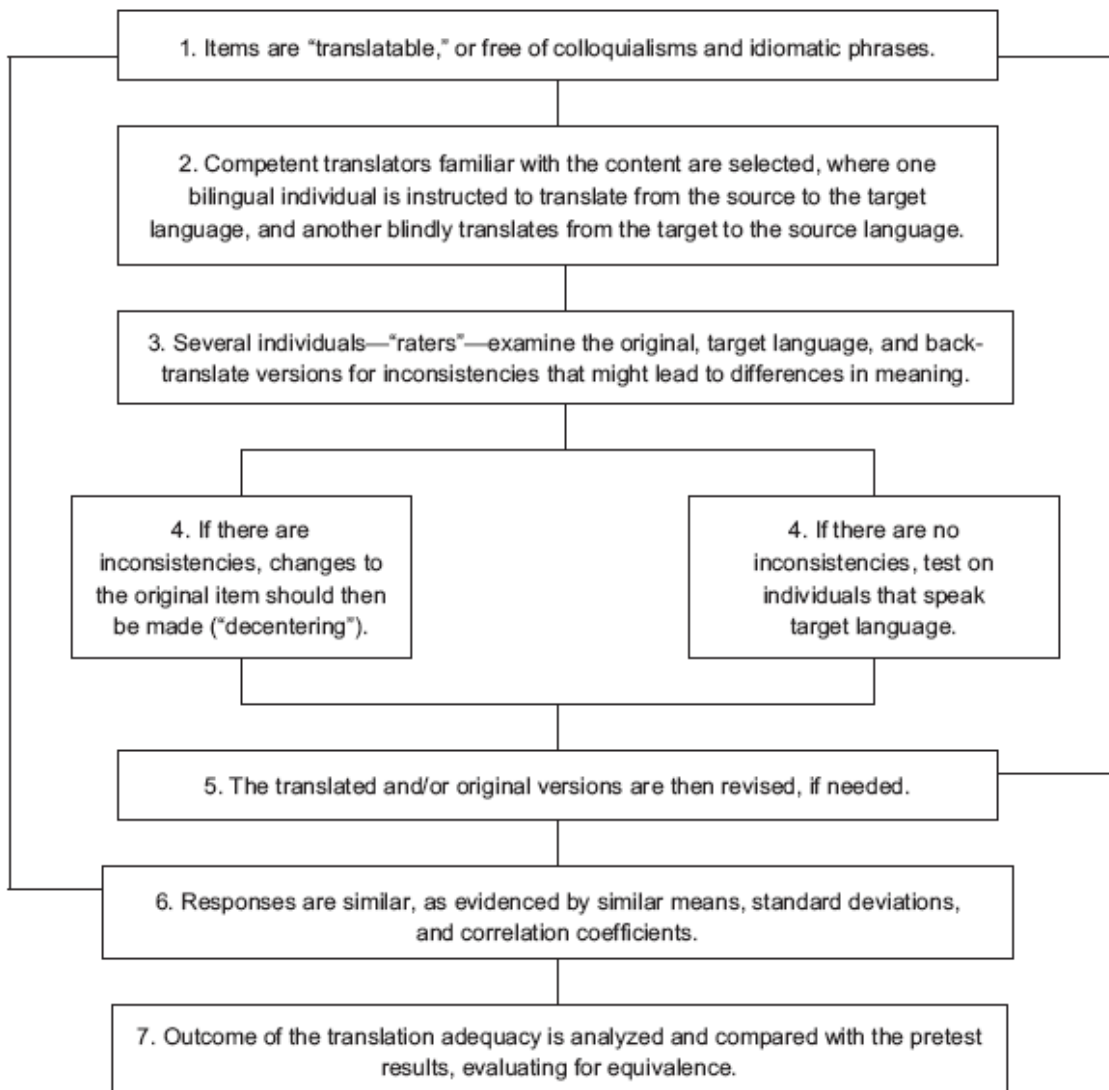 1. Items are “translatable,” or free of colloquialisms and idiomatic phrases.
2. Competent translators familiar with the content are selected, where one
bilingual individual is instructed to translate from the source to the target
language, and another blindly translates from the target to the source language.
3. Several individuals—“raters”—examine the original, target language, and back-
translate versions for inconsistencies that might lead to differences in meaning.
4. If there are
inconsistencies, changes to
the original item should then
be made (“decentering”).
4. If there are no
inconsistencies, test on
individuals that speak
target language.
5. The translated and/or original versions are then revised, if needed.
6. Responses are similar, as evidenced by similar means, standard deviations,
and correlation coefficients.
7. Outcome of the translation adequacy is analyzed and compared with the pretest
results, evaluating for equivalence.